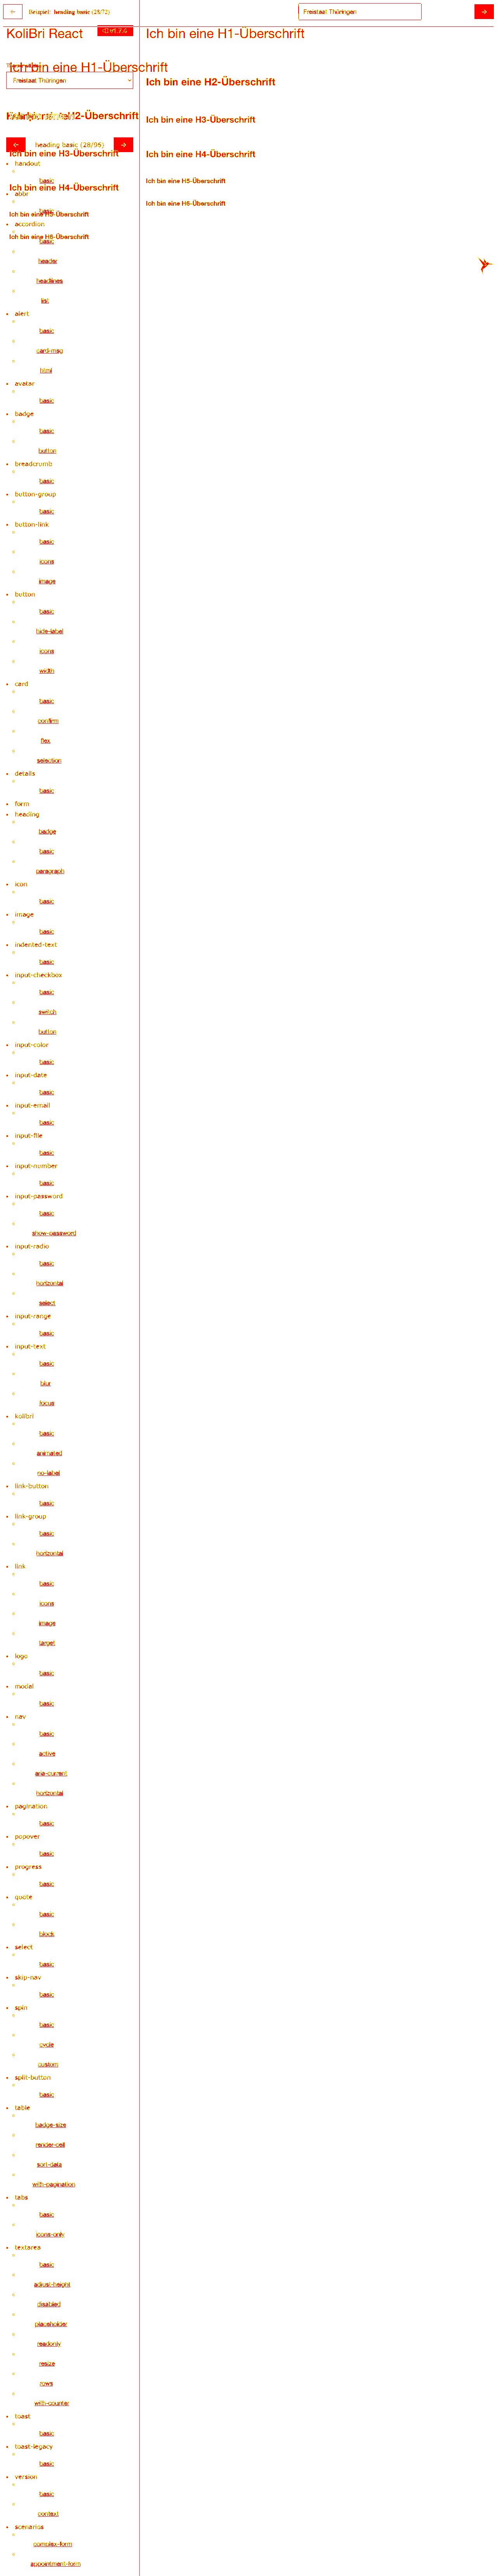 Beispiel: heading basic
Freistaat Thüringen
KoliBri React
Ich bin eine H1-Überschrift
Ich bin eine H1-Überschrift
Freistaat Thüringen
Ich bin eine H2-Überschrift
H2-Überschrift
Ich bin eine H3-Überschrift
heading basic (28/96)
Ich bin eine H3-Überschrift
Ich bin eine H4-Überschrift
handout
basic
Ich bin eine H5-Überschrift
Ich bin eine H4-Überschrift
abbr
Ich bin eine H6-Überschrift
basic
Ich bin eine H5-Überschrift
accordion
Ich bin eine H6-Überschrift
basic
header
headlines
list
alert
basic
card-msg
html
avatar
basic
badge
basic
button
breadcrumb
basic
button-group
basic
button-link
basic
icons
image
button
basic
hide-label
icons
width
card
basic
confirm
flex
selection
details
basic
form
heading
badge
basic
paragraph
icon
basic
image
basic
indented-text
basic
input-checkbox
basic
switch
button
input-color
basic
input-date
basic
input-email
basic
input-file
basic
input-number
basic
input-password
basic
show-password
input-radio
basic
horizontal
select
input-range
basic
input-text
basic
blur
focus
kolibri
basic
animated
no-label
link-button
basic
link-group
basic
horizontal
link
basic
icons
image
target
logo
basic
modal
basic
nav
basic
active
aria-current
horizontal
pagination
basic
popover
basic
progress
basic
quote
basic
block
select
basic
skip-nav
basic
spin
basic
cycle
custom
split-button
basic
table
badge-size
render-cell
sort-data
with-pagination
tabs
basic
icons-only
textarea
basic
adjust-height
disabled
placeholder
readonly
resize
rows
with-counter
toast
basic
toast-legacy
basic
version
basic
context
scenarios
complex-form
appointment-form